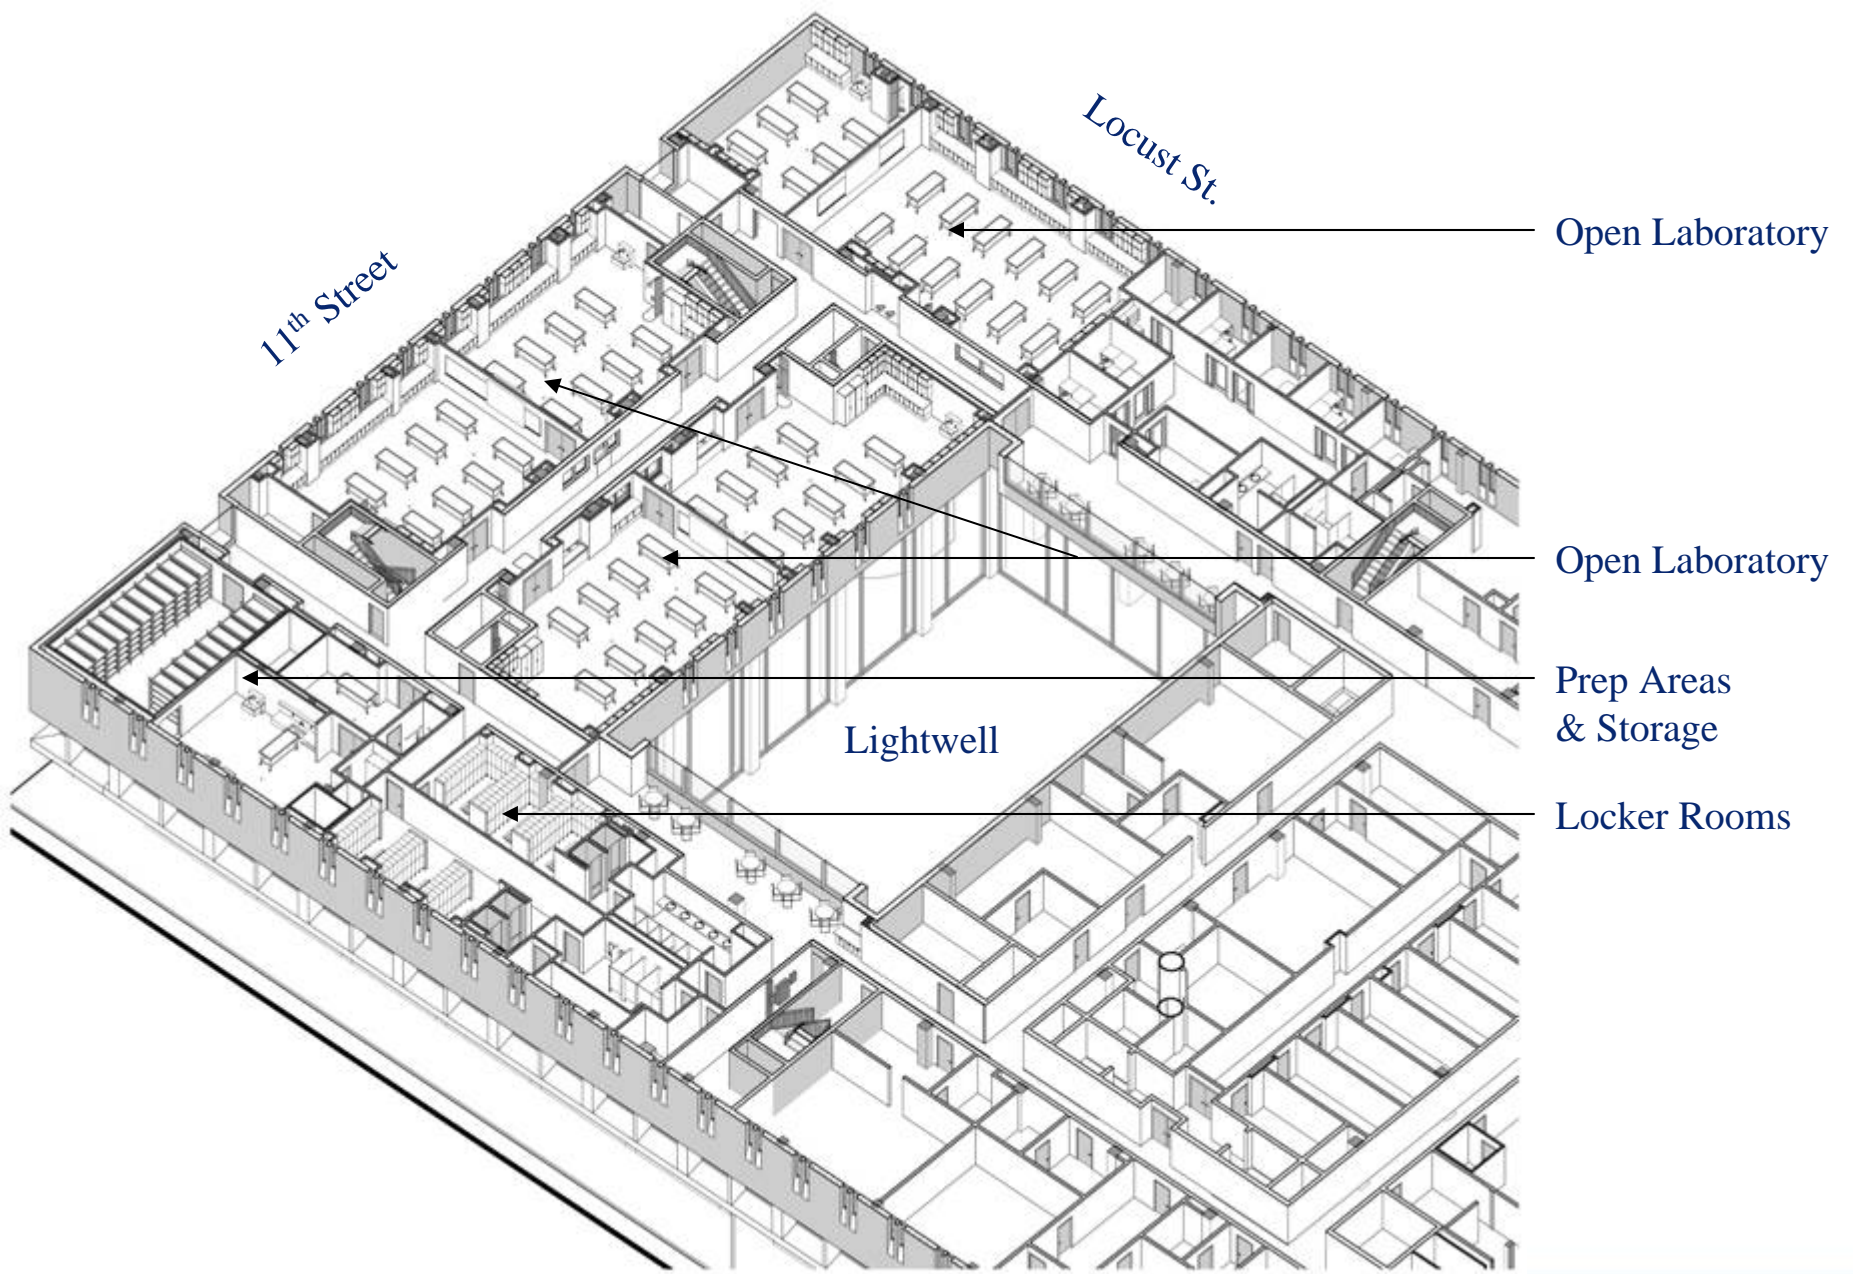 Locust St.
Open Laboratory
11th Street
Open Laboratory
Prep Areas
& Storage
Lightwell
Locker Rooms